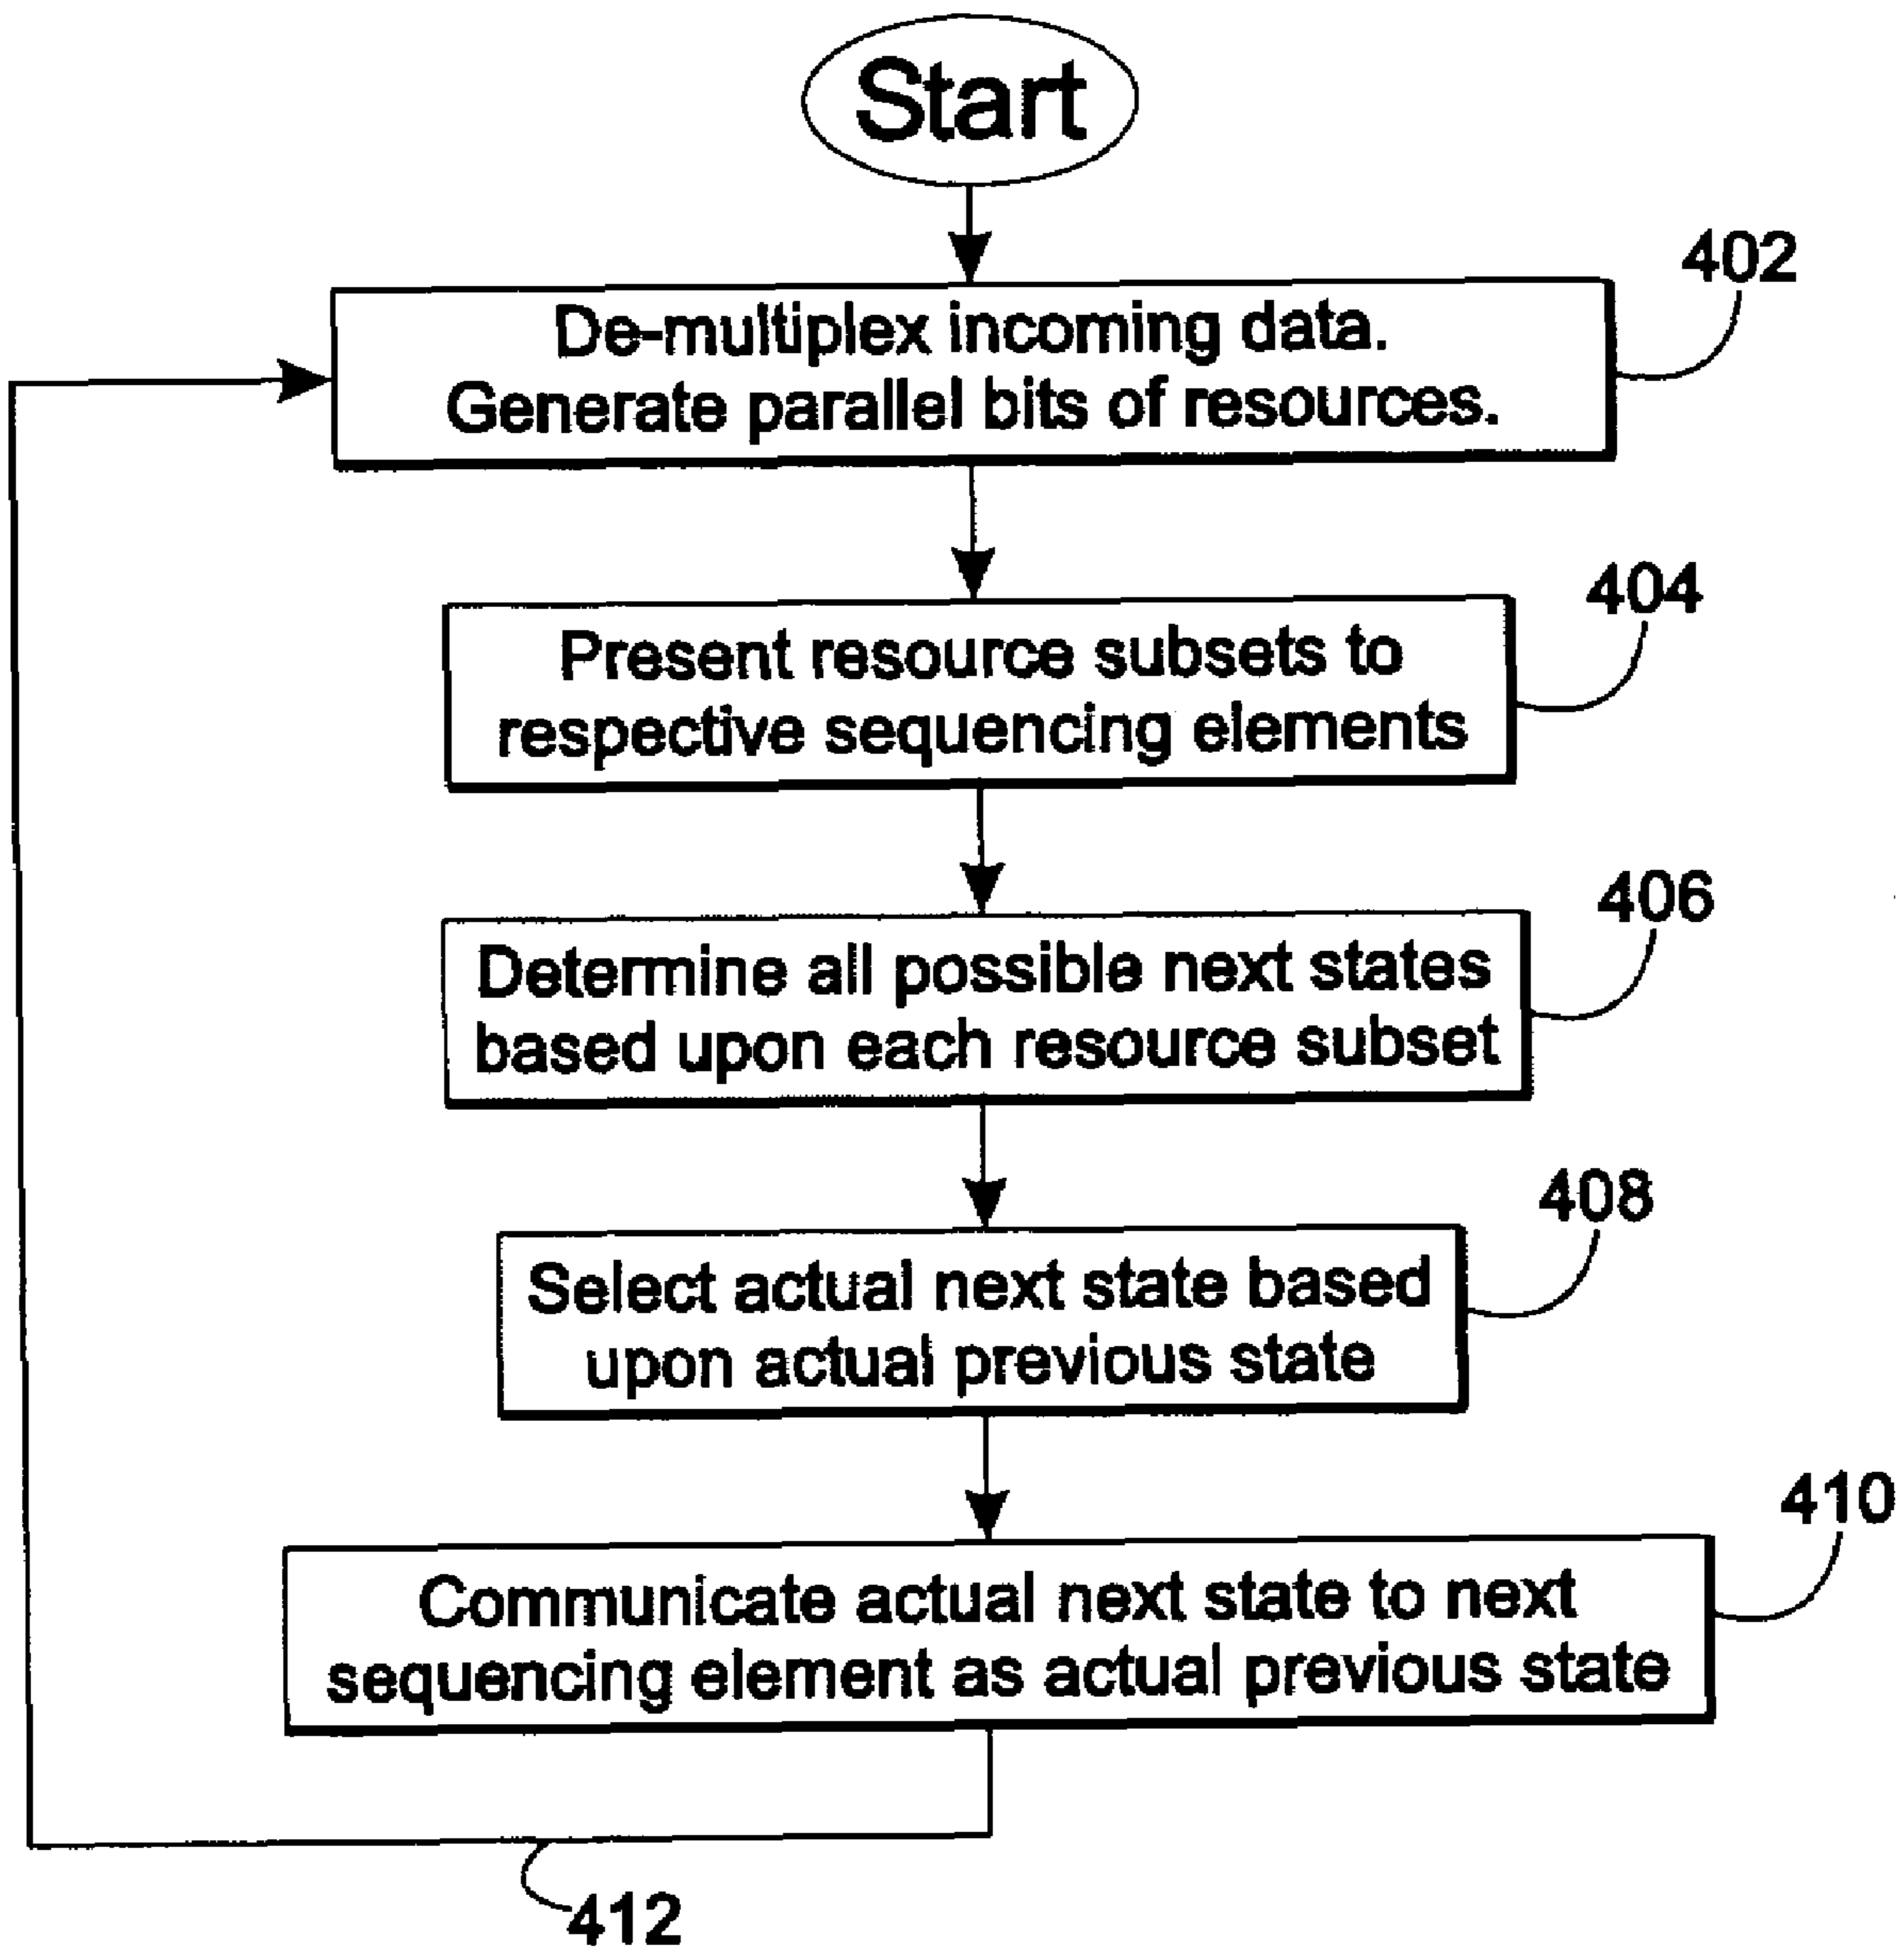 Start
402
De-multiplex incoming data.
Generate parallel bits of resources.
404
Present resource subsets to
respective sequencing elements
406
Determine all possible next states
based upon each resource subset
408
Select actual next state based
upon actual previous state
410
Communicate actual next state to next
sequencing element as actual previous state
412